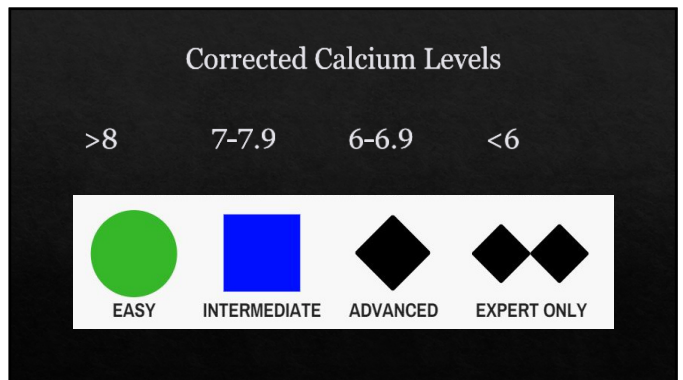 Corrected Calcium Levels
>8 7-7.9 6-6.9 <6
EASY INTERMEDIATE ADVANCED EXPERT ONLY